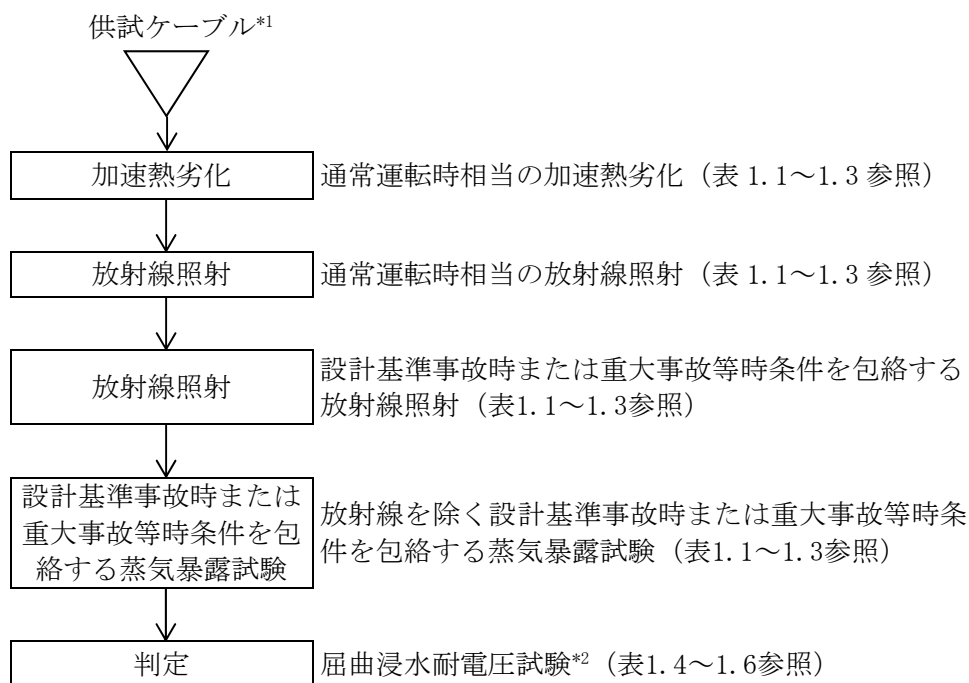 供試ケーブル*1
加速熱劣化
通常運転時相当の加速熱劣化（表 1.1～1.3 参照）
放射線照射
通常運転時相当の放射線照射（表 1.1～1.3 参照）
放射線照射
設計基準事故時または重大事故等時条件を包絡する
放射線照射（表1.1～1.3参照）
設計基準事故時または
重大事故等時条件を包
絡する蒸気暴露試験
放射線を除く設計基準事故時または重大事故等時条
件を包絡する蒸気暴露試験（表1.1～1.3参照）
判定
屈曲浸水耐電圧試験*2（表1.4～1.6参照）